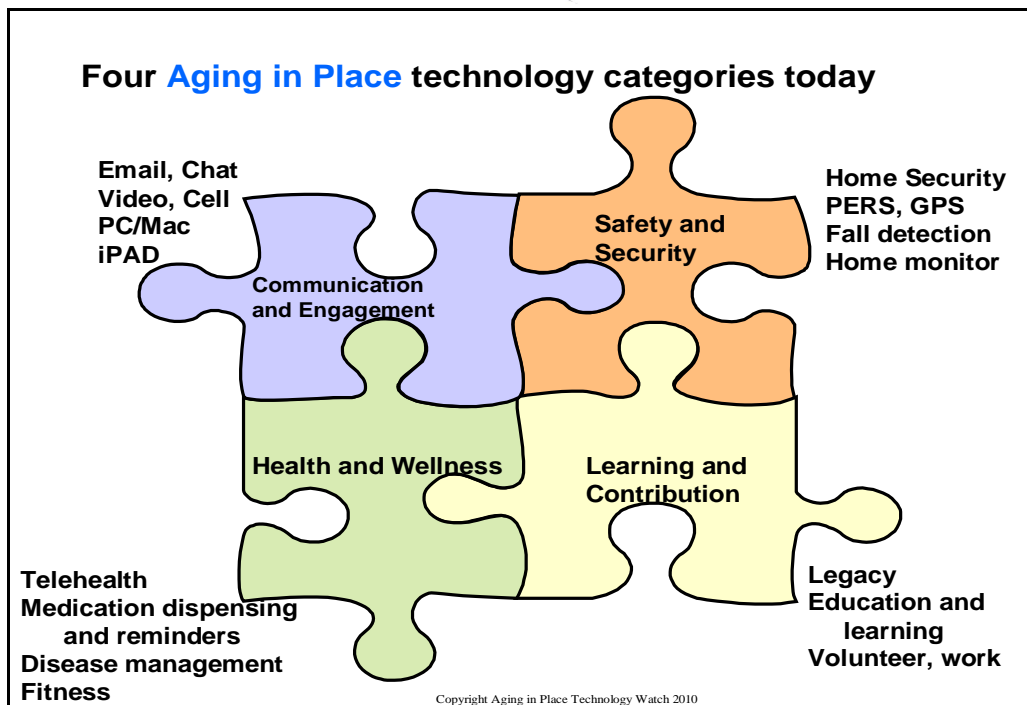 Four Aging in Place technology categories today
Email, Chat
Video, Cell
PC/Mac
iPAD
Communication
and Engagement
Safety and
Security
Home Security
PERS, GPS
Fall detection
Home monitor
Health and Wellness
Learning and
Contribution
Telehealth
Medication dispensing
and reminders
Disease management
Fitness
Legacy
Education and
learning
Volunteer, work
Copyright Aging in Place Technology Watch 2010